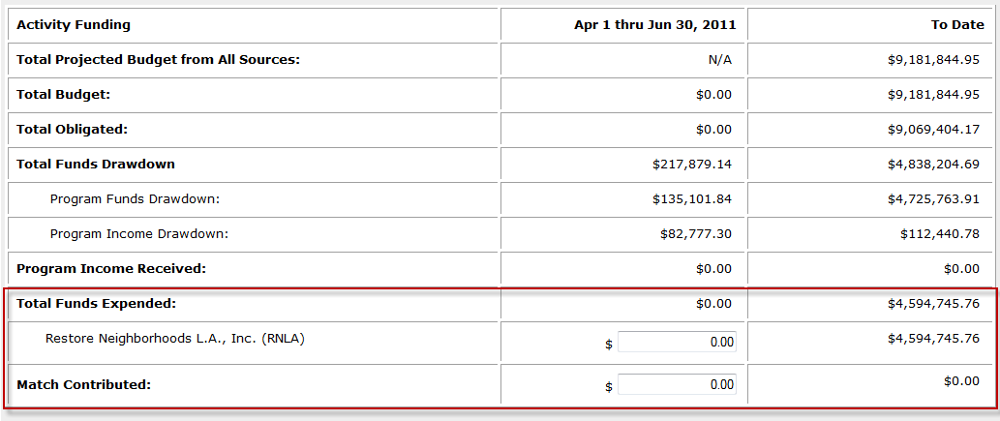 Activity Funding Apr 1 thru Jun 30, 2011 To Date
Total Projected Budget from All Sources: N/A $9,181,844.95
Total Budget: $0.00 $9,181,844.95
Total Obligated: $0.00 $9,069,404.17
Total Funds Drawdown $217,879.14 $4,838,204.69
Program Funds Drawdown: $135,101.84 $4,725,763.91
Program Income Drawdown: $82,777.30 $112,440.78
Program Income Received: $0.00 $0.00
Total Funds Expended: $0.00 $4,594,745.76
Restore Neighborhoods L.A., Inc. (RNLA) $ 0.00 $4,594,745.76
Match Contributed: $ 0.00 $0.00